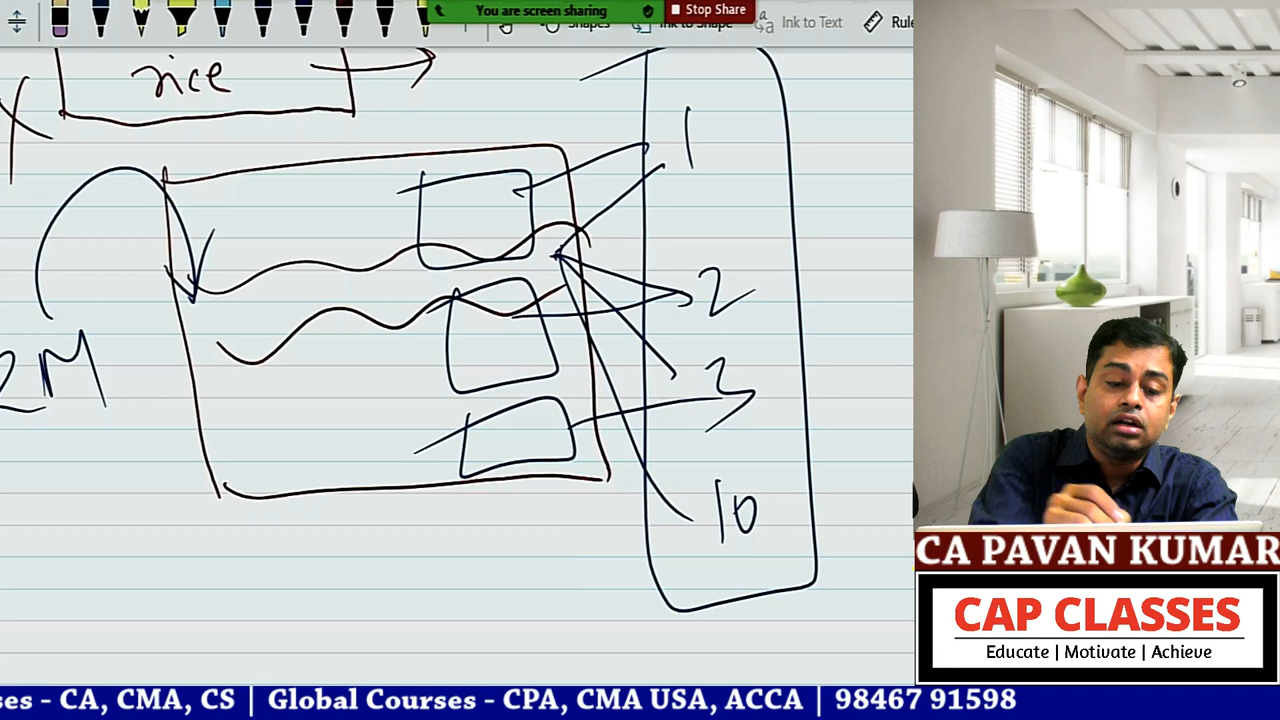 You are screen sharing
Stop Share
Shapes
Ink to Shape
Ink to Text
Rule
rice
1
2
2M
3
10
CA PAVAN KUMAR
CAP CLASSES
Educate | Motivate | Achieve
ses - CA, CMA, CS | Global Courses - CPA, CMA USA, ACCA | 98467 91598